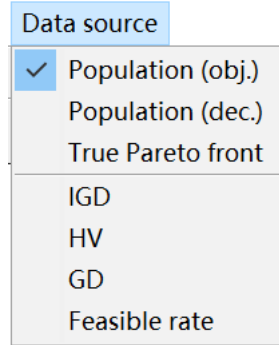 Data source
Population (obj.)
Population (dec.)
True Pareto front
IGD
HV
GD
Feasible rate